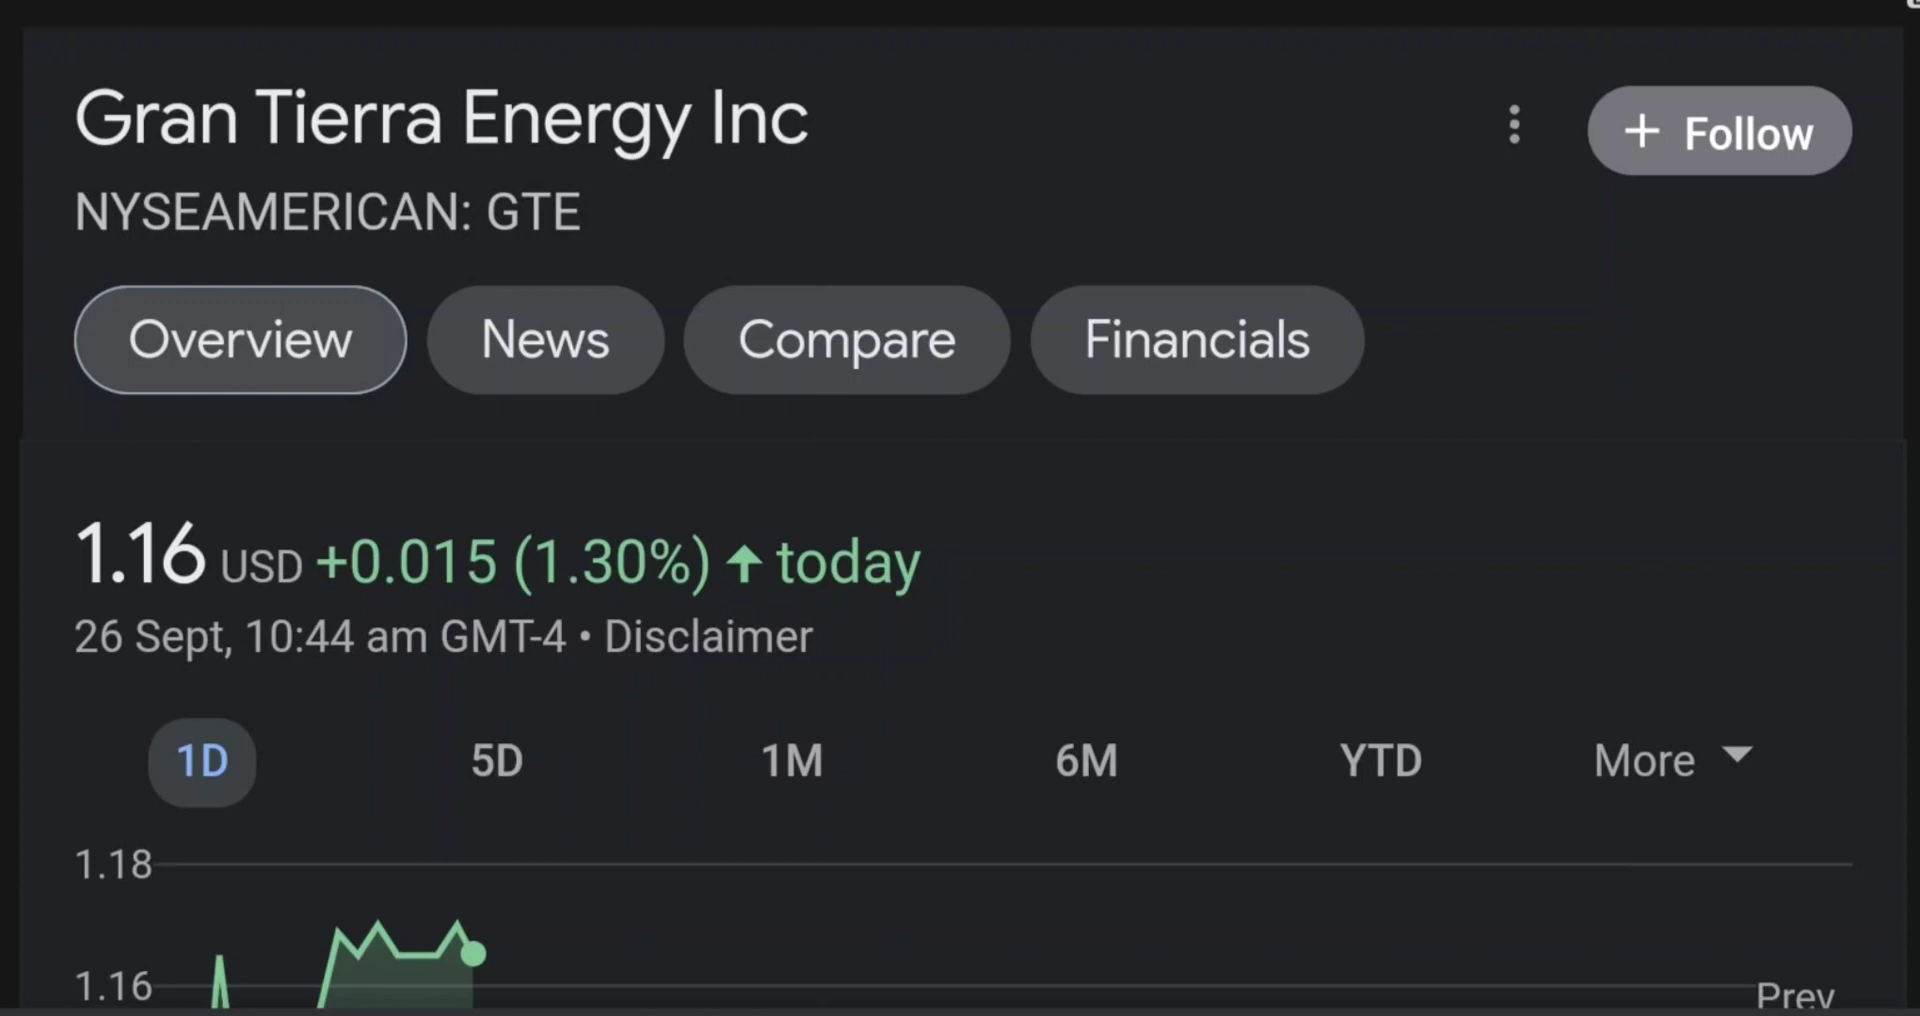 Gran Tierra Energy Inc
+ Follow
NYSEAMERICAN: GTE
Overview News Compare Financials
1.16 USD +0.015 (1.30%) ↑ today
26 Sept, 10:44 am GMT-4 • Disclaimer
1D 5D 1M 6M YTD More
1.18
1.16
Prev